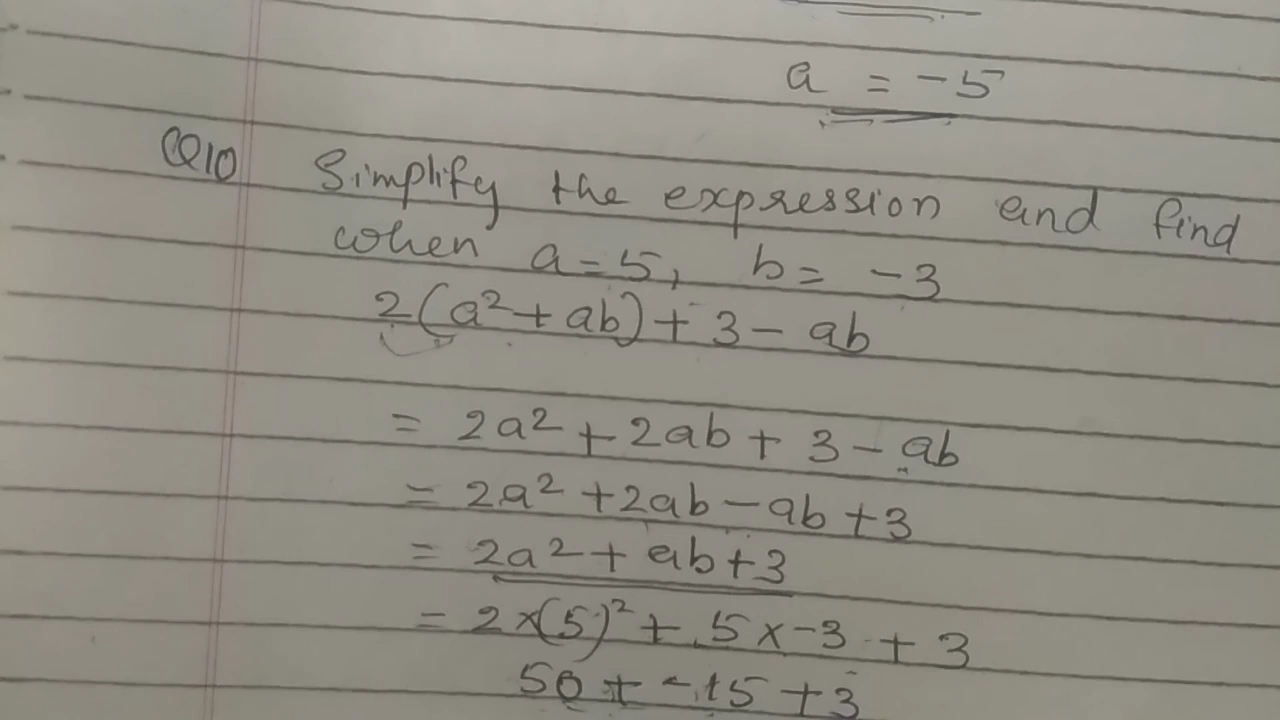 a = -5
Q10 Simplify the expression and find
when a=5, b= -3
2(a²+ab)+3-ab
= 2a²+2ab+3-ab
= 2a²+2ab-ab+3
= 2a²+ab+3
= 2×(5)²+5×-3+3
50+-15+3